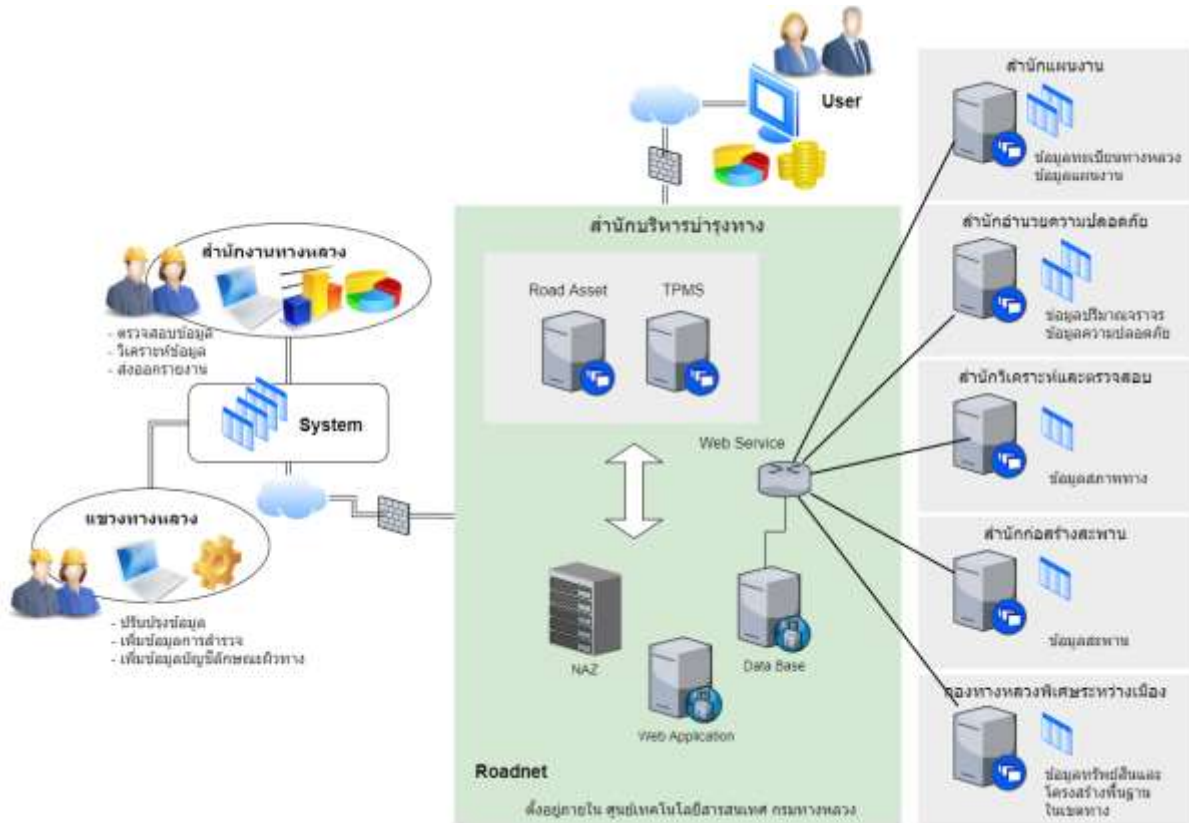 User
สำนักแผนงาน
ข้อมูลทะเบียนทางหลวง
ข้อมูลแผนงาน
สำนักบริหารบำรุงทาง
Road Asset
TPMS
สำนักอำนวยความปลอดภัย
ข้อมูลปริมาณจราจร
ข้อมูลความปลอดภัย
สำนักงานทางหลวง
- ตรวจสอบข้อมูล
- วิเคราะห์ข้อมูล
- ส่งออกรายงาน
System
Web Service
สำนักวิเคราะห์และตรวจสอบ
ข้อมูลสภาพทาง
แขวงทางหลวง
- ปรับปรุงข้อมูล
- เพิ่มข้อมูลการสำรวจ
- เพิ่มข้อมูลบัญชีลักษณะผิวทาง
สำนักก่อสร้างสะพาน
ข้อมูลสะพาน
NAZ
Data Base
Web Application
กองทางหลวงพิเศษระหว่างเมือง
ข้อมูลทรัพย์สินและ
โครงสร้างพื้นฐาน
ในเขตทาง
Roadnet
ตั้งอยู่ภายใน ศูนย์เทคโนโลยีสารสนเทศ กรมทางหลวง